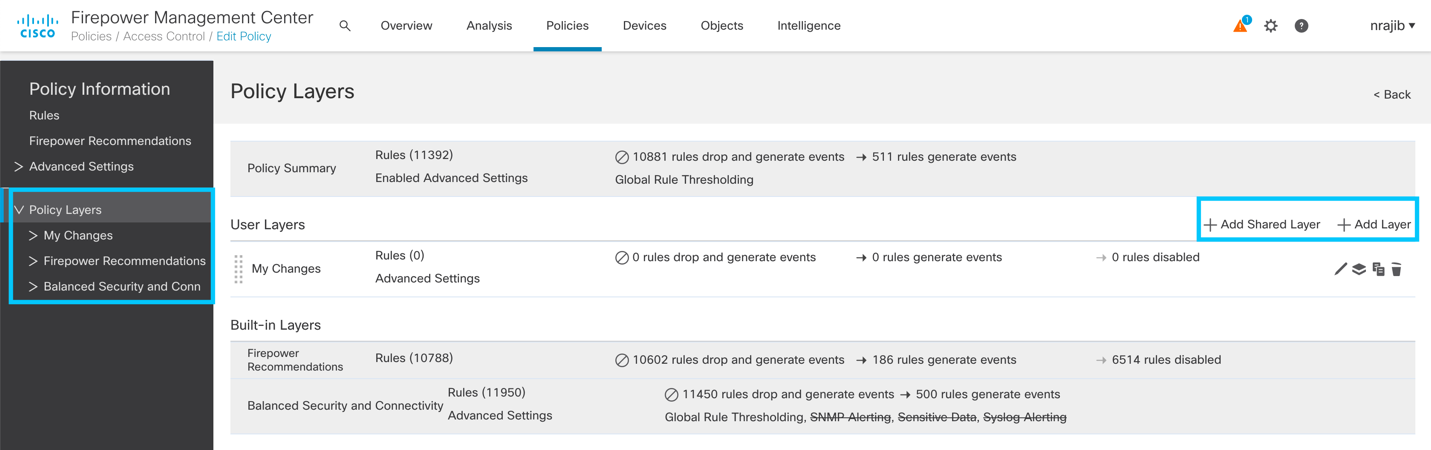 CISCO
Firepower Management Center
Policies / Access Control / Edit Policy
Overview
Analysis
Policies
Devices
Objects
Intelligence
1
?
nrajib
Policy Information
Rules
Firepower Recommendations
> Advanced Settings
Policy Layers
> My Changes
> Firepower Recommendations
> Balanced Security and Conn
Policy Layers
< Back
Policy Summary
Rules (11392)
10881 rules drop and generate events → 511 rules generate events
Enabled Advanced Settings
Global Rule Thresholding
User Layers
+ Add Shared Layer
+ Add Layer
My Changes
Rules (0)
0 rules drop and generate events → 0 rules generate events → 0 rules disabled
Advanced Settings
Built-in Layers
Firepower
Recommendations
Rules (10788)
10602 rules drop and generate events → 186 rules generate events → 6514 rules disabled
Balanced Security and Connectivity
Rules (11950)
11450 rules drop and generate events → 500 rules generate events
Advanced Settings
Global Rule Thresholding, SNMP Alerting, Sensitive Data, Syslog Alerting